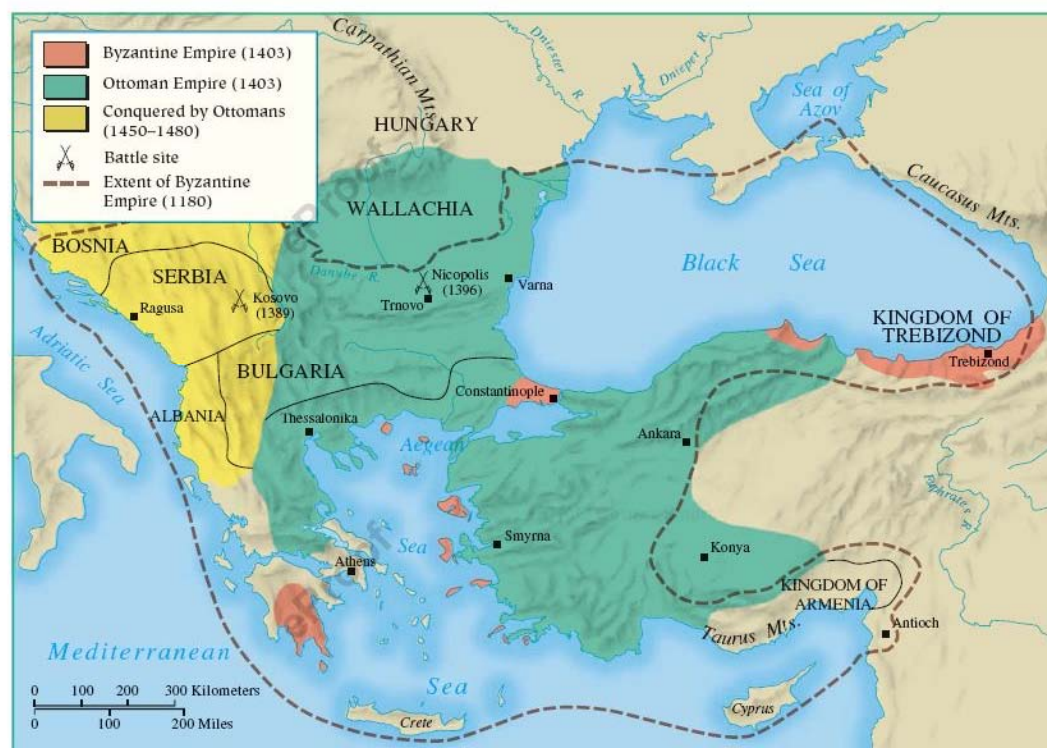 Byzantine Empire (1403)
Ottoman Empire (1403)
Conquered by Ottomans
(1450–1480)
Battle site
Extent of Byzantine
Empire (1180)
Carpathian Mts.
Dniester
R.
Dnieper R.
Sea of
Azov
HUNGARY
Caucasus Mts.
WALLACHIA
BOSNIA
SERBIA
Danube R.
Nicopolis
(1396)
Varna
Black Sea
Kosovo
(1389)
Trnovo
Ragusa
KINGDOM OF
TREBIZOND
Trebizond
Adriatic Sea
BULGARIA
Constantinople
ALBANIA
Thessalonika
Aegean
Sea
Ankara
Euphrates R.
Smyrna
Konya
Athens
KINGDOM OF
ARMENIA
Taurus Mts.
Antioch
Mediterranean
Sea
0 100 200 300 Kilometers
0 100 200 Miles
Crete
Cyprus
eProof
eProof
eProof